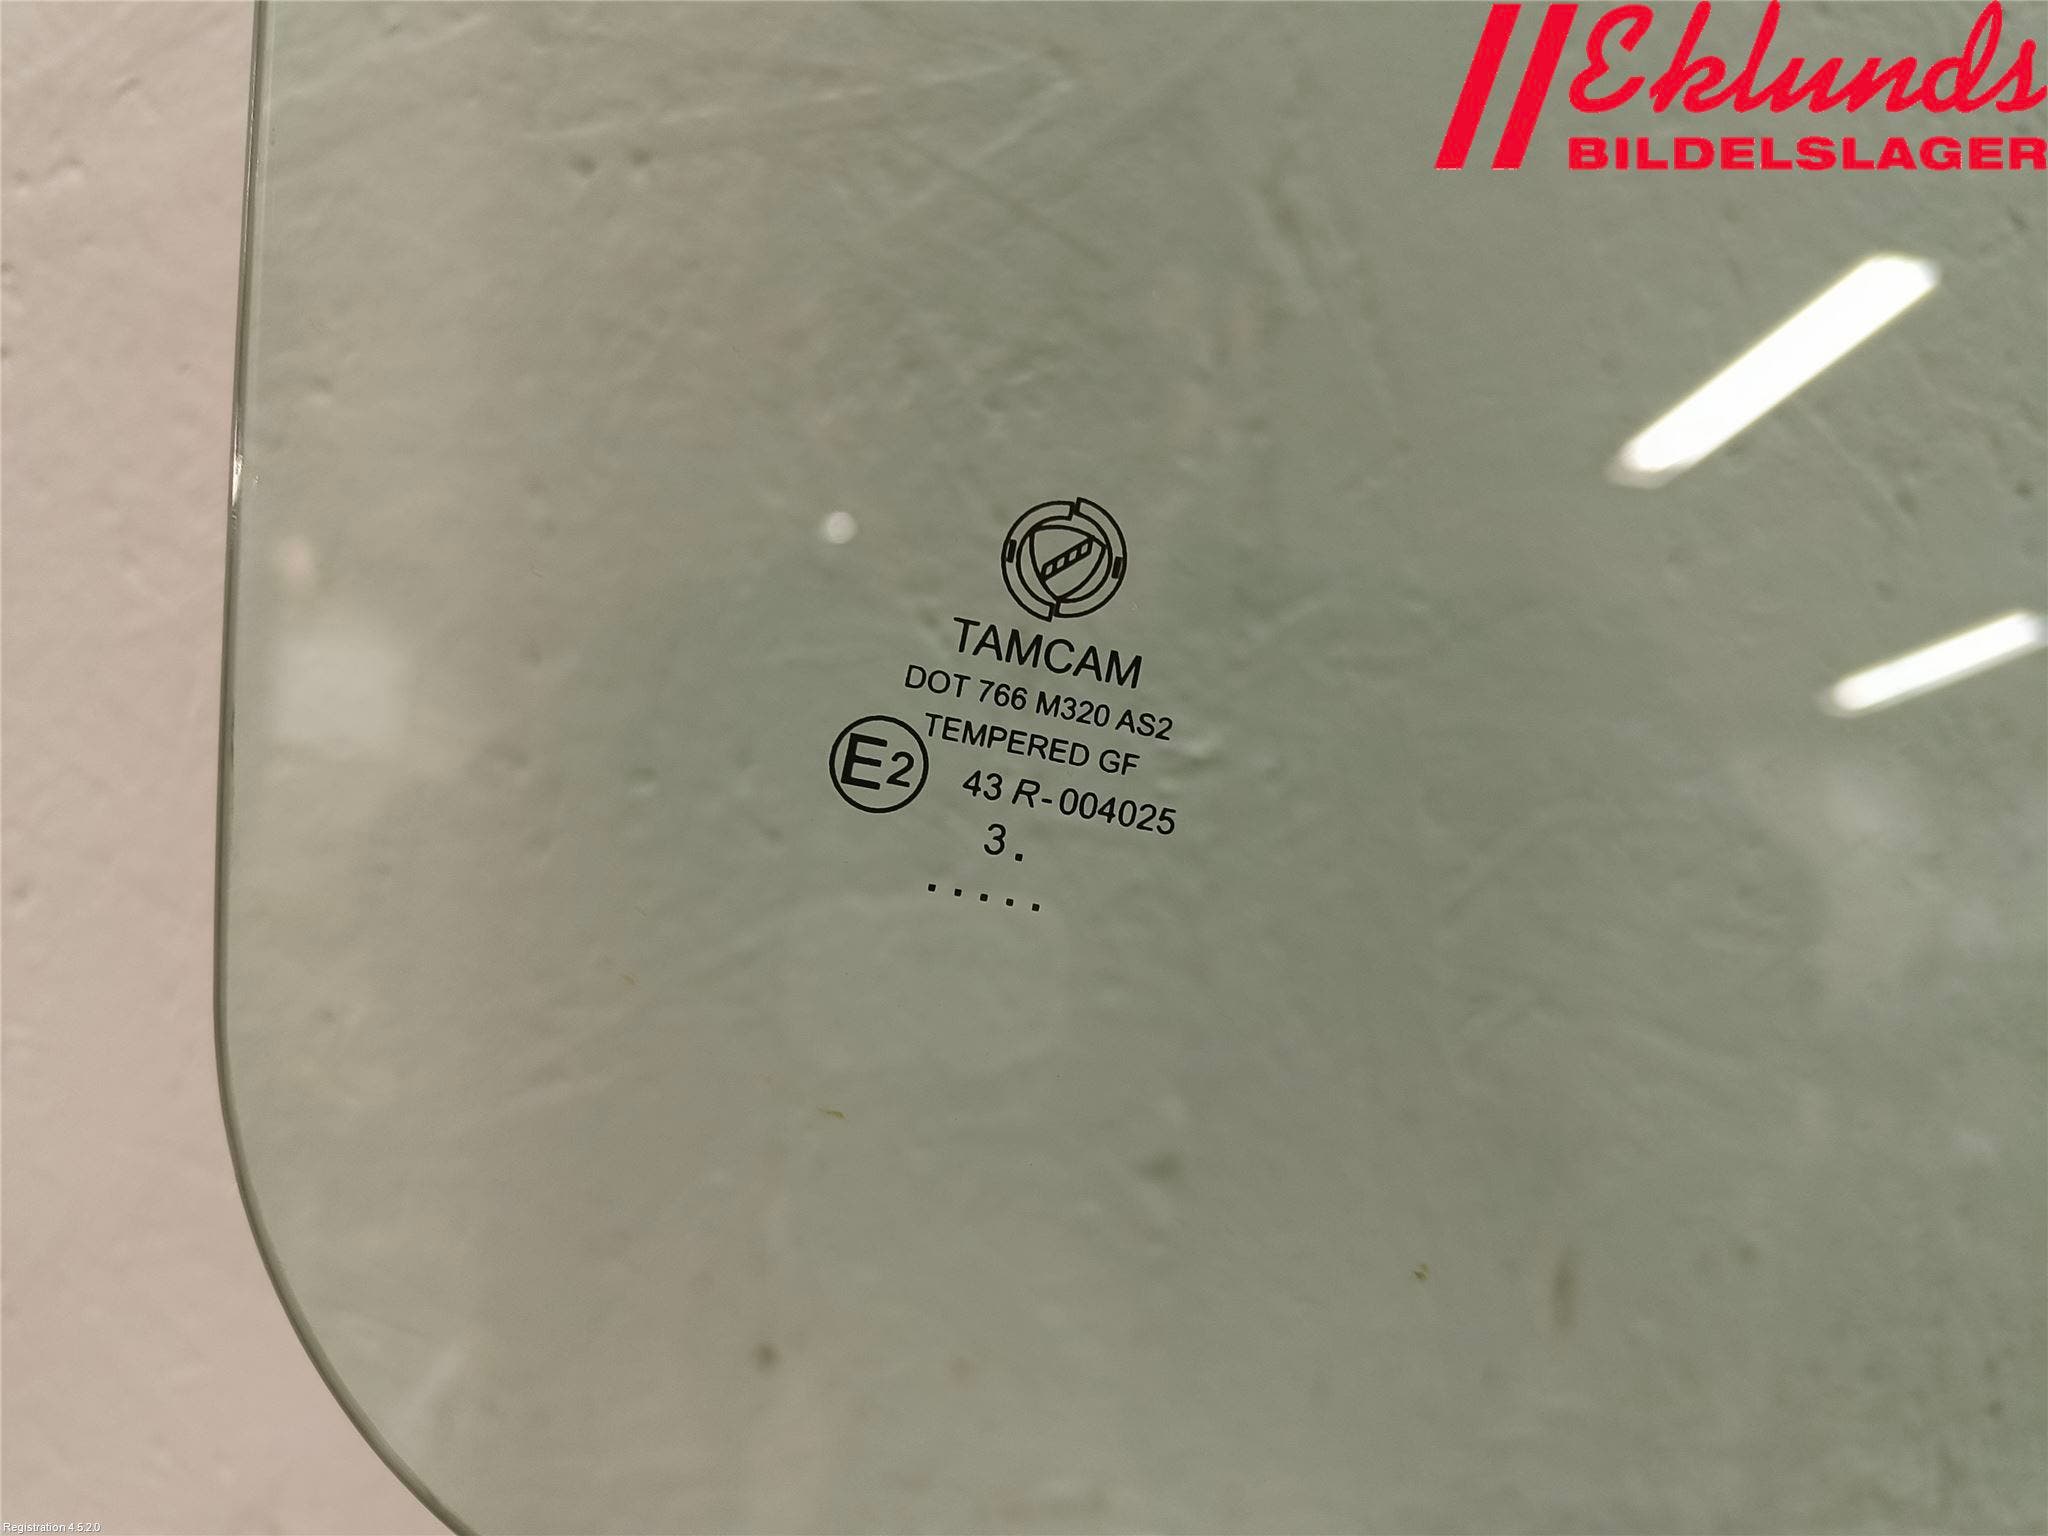 Eklunds
BILDELSLAGER
TAMCAM
DOT 766 M320 AS2
TEMPERED GF
E2
43 R-004025
3.
.....
Registration 4.5.2.0